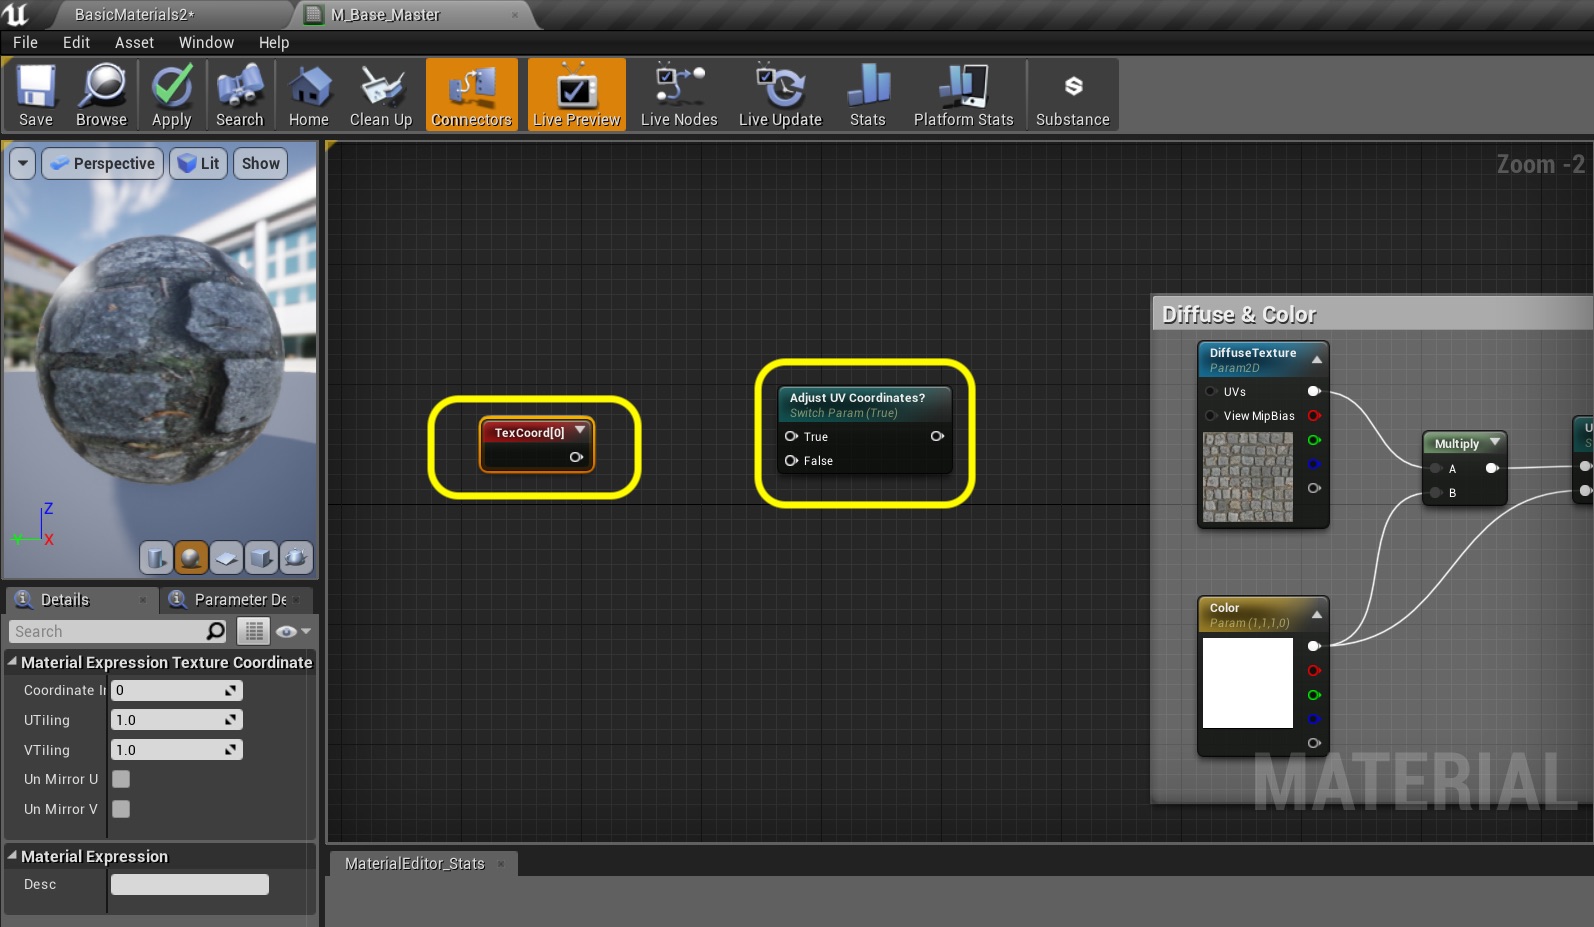 BasicMaterials2*
M_Base_Master
File Edit Asset Window Help
Save Browse Apply Search Home Clean Up Connectors Live Preview Live Nodes Live Update Stats Platform Stats Substance
Perspective Lit Show
Zoom -2
Diffuse & Color
DiffuseTexture
Param2D
UVs
View MipBias
Adjust UV Coordinates?
Switch Param (True)
True
False
TexCoord[0]
Multiply
A
B
U
S
Z
Y
X
Color
Param (1,1,1,0)
MATERIAL
Details
Parameter De
Search
Material Expression Texture Coordinate
Coordinate I 0
UTiling 1.0
VTiling 1.0
Un Mirror U
Un Mirror V
Material Expression
Desc
MaterialEditor_Stats